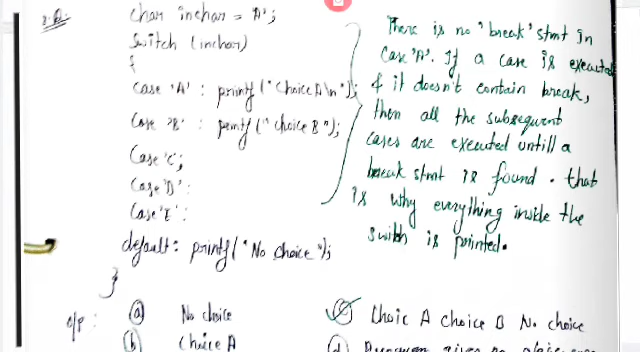 char inchar = 'A';
Switch (inchar)
{
Case 'A' : printf ("Choice A\n");
Case 'B' : printf ("choice B");
Case 'C';
Case 'D' :
Case 'E' :
default : printf ("No choice");
}
There is no "break" stmt in
Case 'A'. If a case is executed
& it doesn't contain break,
then all the subsequent
cases are executed untill a
break stmt is found. that
is why everything inside the
swith is printed.
o/p :
(a) No choice
(b) Choice A
(c) Choic A Choice B No choice
(d)